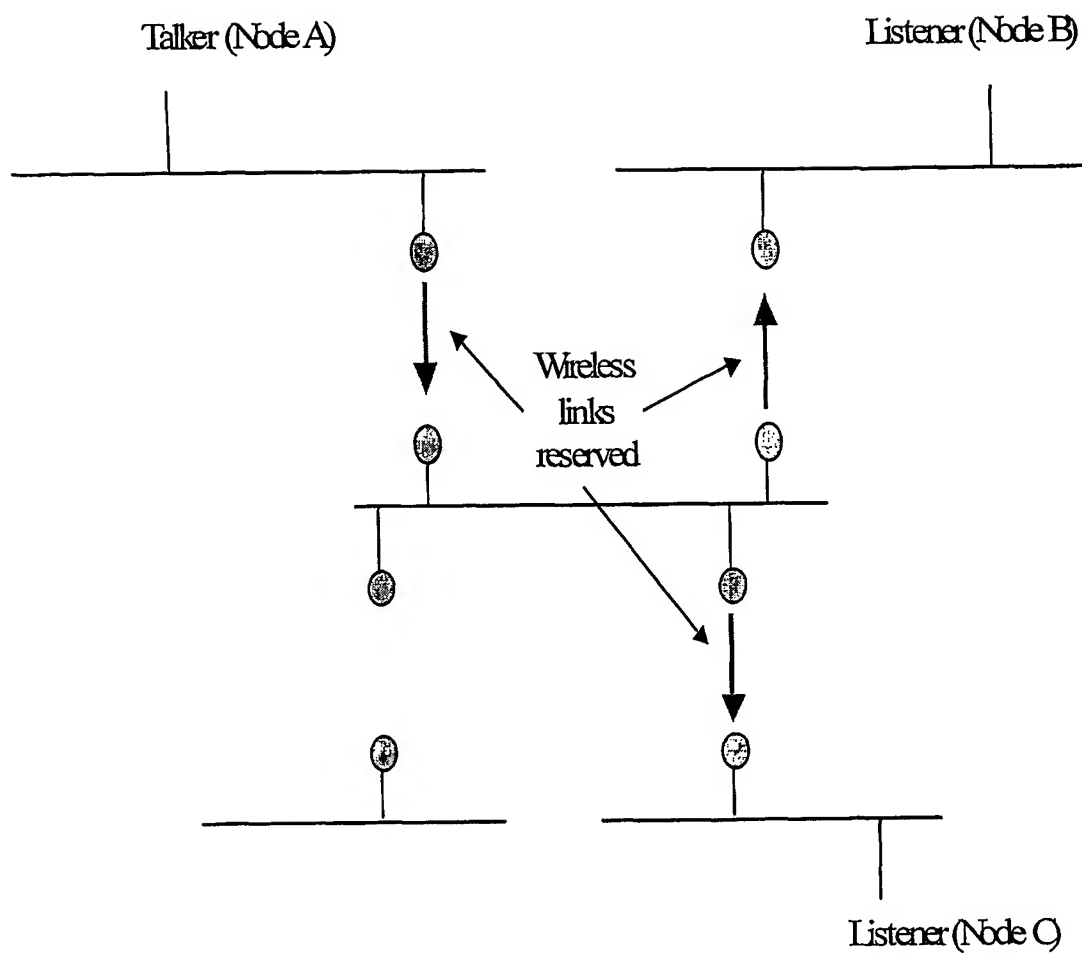 Talker (Node A)
Listener (Node B)
Wireless
links
reserved
Listener (Node C)